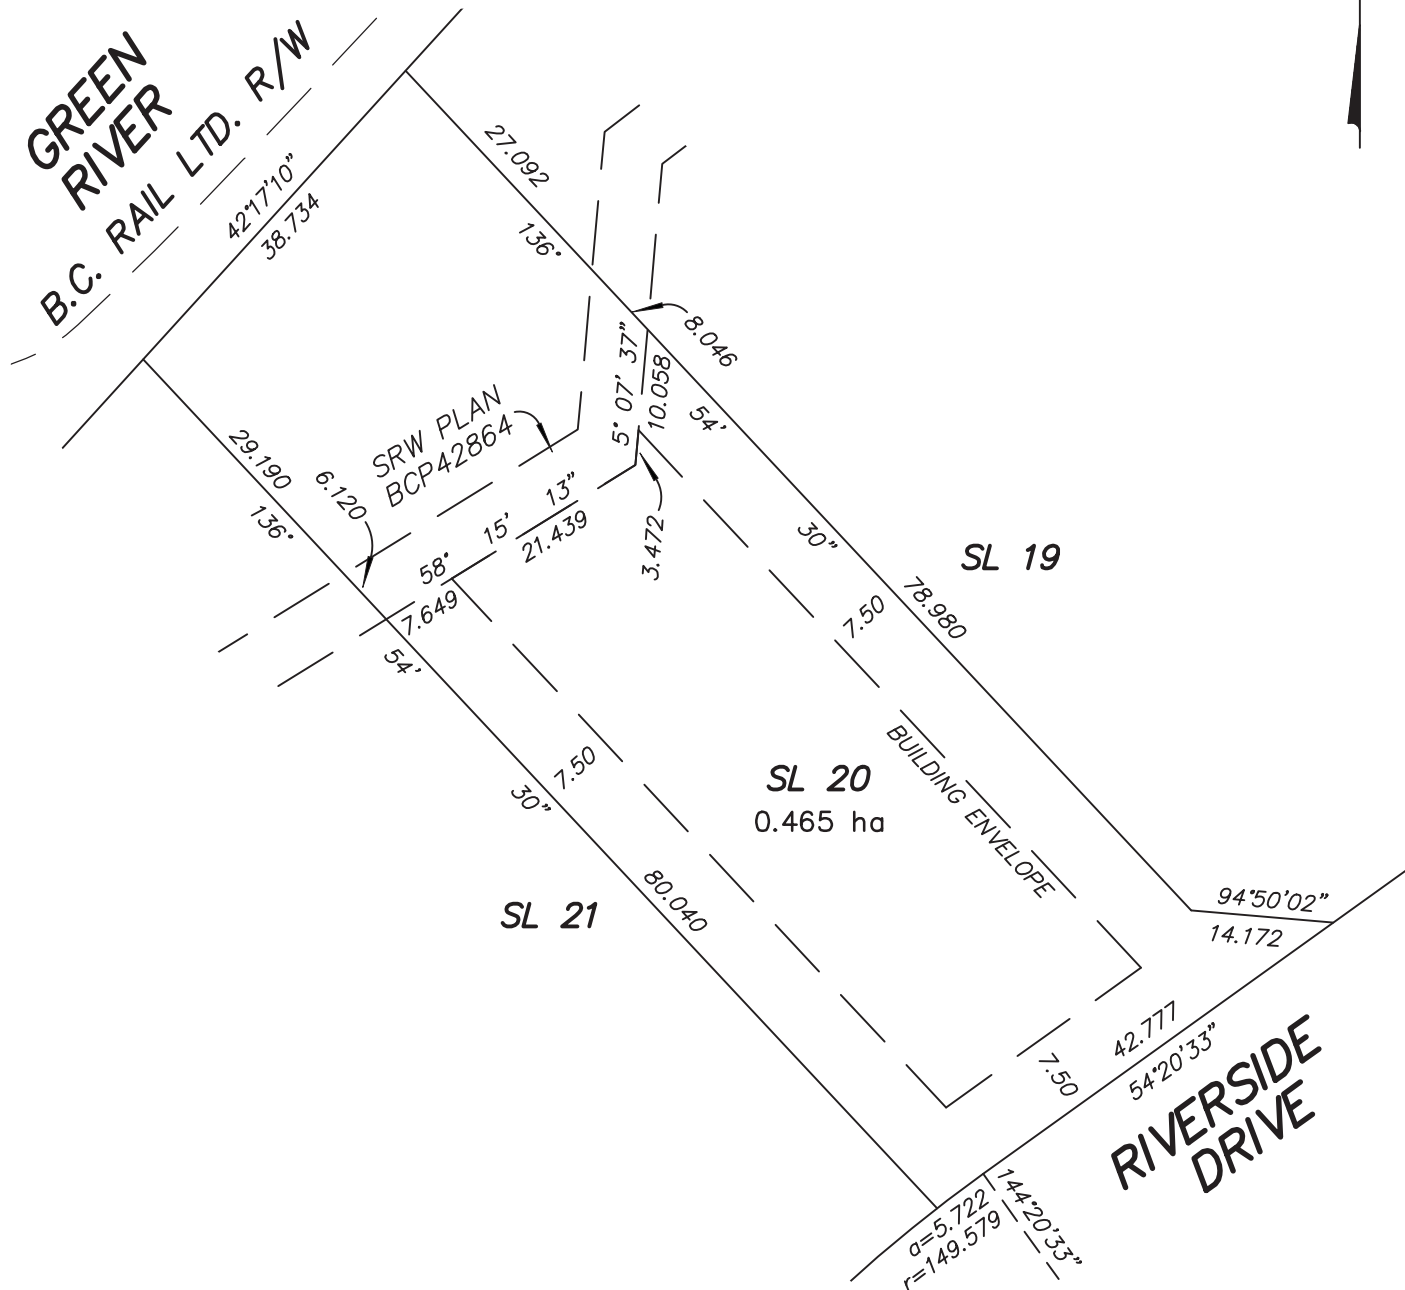 GREEN
RIVER
B.C. RAIL LTD. R/W
42°17'10"
38.734
27.092
136°
8.046
54'
30"
78.980
5° 07' 37"
10.058
3.472
SRW PLAN
BCP42864
29.190
6.120
136°
58° 15' 13"
21.439
7.649
54'
30"
80.040
7.50
7.50
SL 19
BUILDING ENVELOPE
SL 20
0.465 ha
SL 21
94°50'02"
14.172
42.777
54°20'33"
7.50
RIVERSIDE
DRIVE
144°20'33"
a=5.722
r=149.579